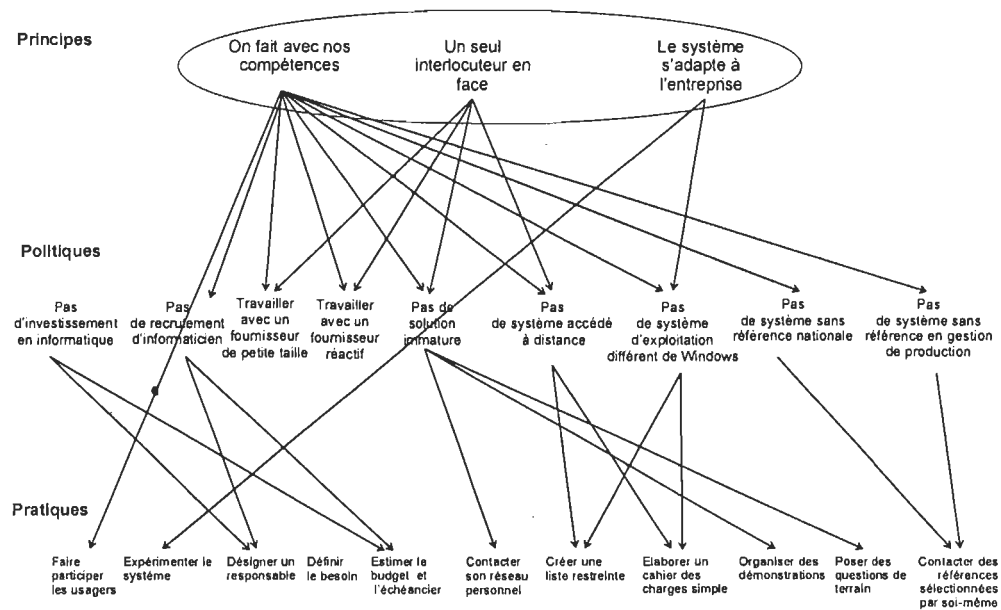 Principes
On fait avec nos
compétences
Un seul
interlocuteur en
face
Le système
s'adapte à
l'entreprise
Politiques
Pas
d'investissement
en informatique
Pas
de recrutement
d'informaticien
Travailler
avec un
fournisseur
de petite taille
Travailler
avec un
fournisseur
réactif
Pas de
solution
immature
Pas
de système accédé
à distance
Pas
de système
d'exploitation
différent de Windows
Pas
de système sans
référence nationale
Pas
de système sans
référence en gestion
de production
Pratiques
Faire
participer
les usagers
Expérimenter le
système
Désigner un
responsable
Définir
le besoin
Estimer le
budget et
l'échéancier
Contacter
son réseau
personnel
Créer une
liste restreinte
Elaborer un
cahier des
charges simple
Organiser des
démonstrations
Poser des
questions de
terrain
Contacter des
références
sélectionnées
par soi-même